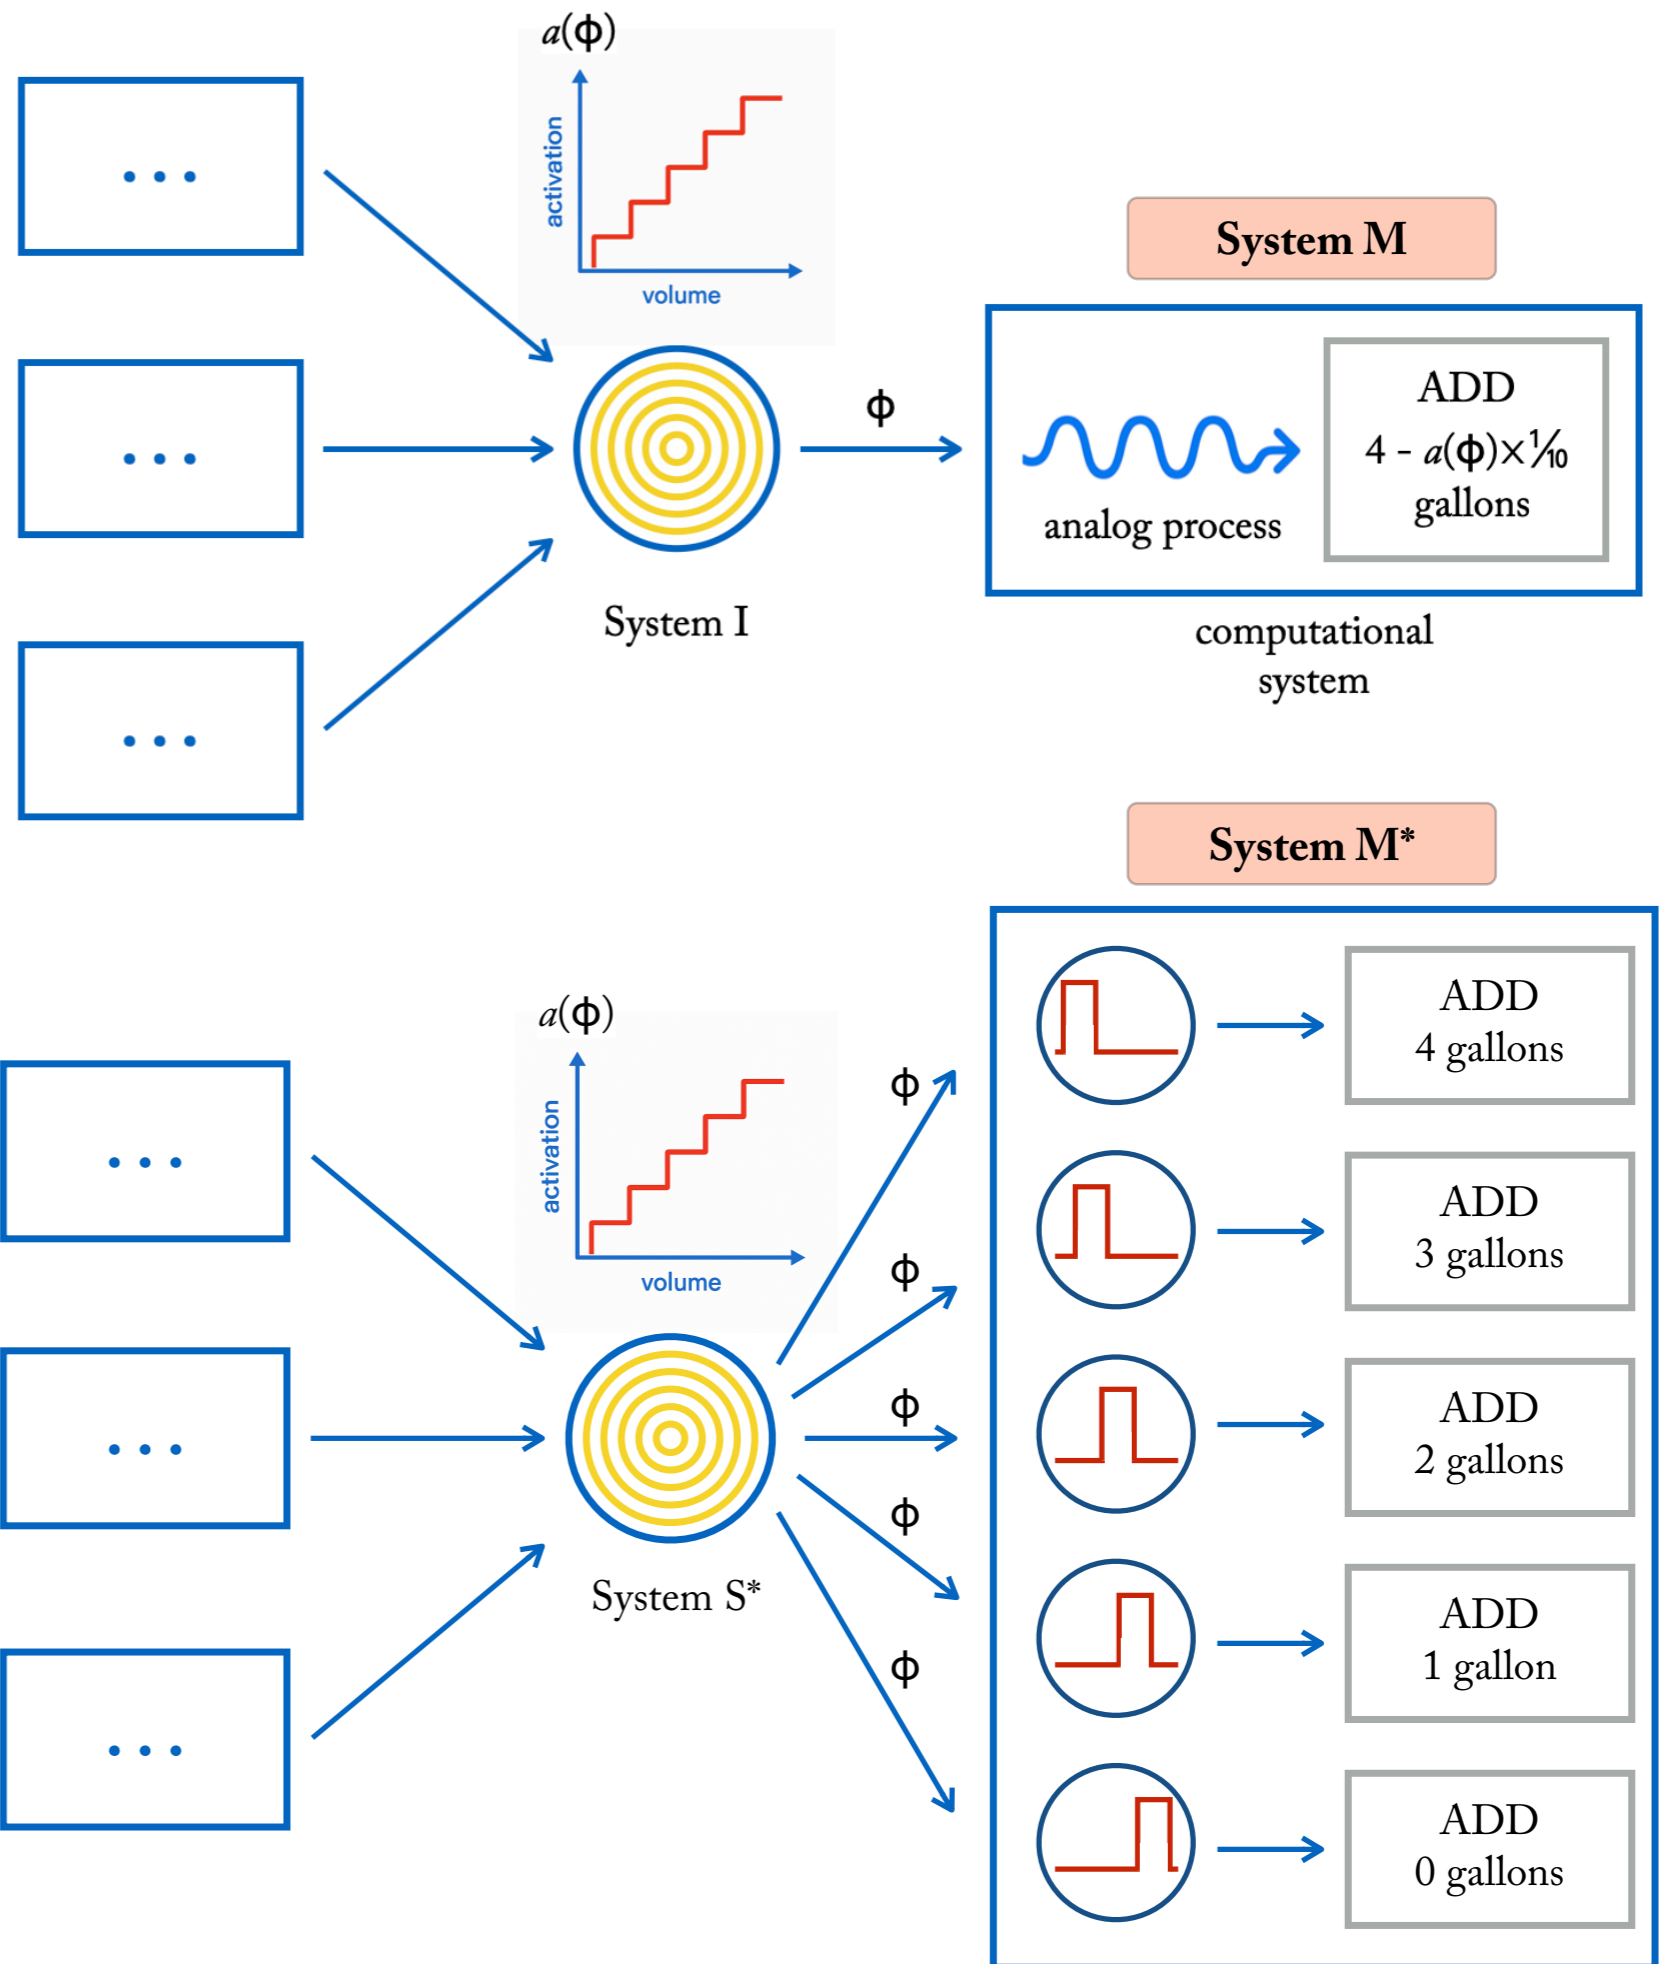 a(ϕ)
activation
volume
System I
ϕ
System M
analog process
ADD
4 - a(ϕ)×⅒
gallons
computational
system
System M*
a(ϕ)
activation
volume
System S*
ϕ
ϕ
ϕ
ϕ
ϕ
ADD
4 gallons
ADD
3 gallons
ADD
2 gallons
ADD
1 gallon
ADD
0 gallons